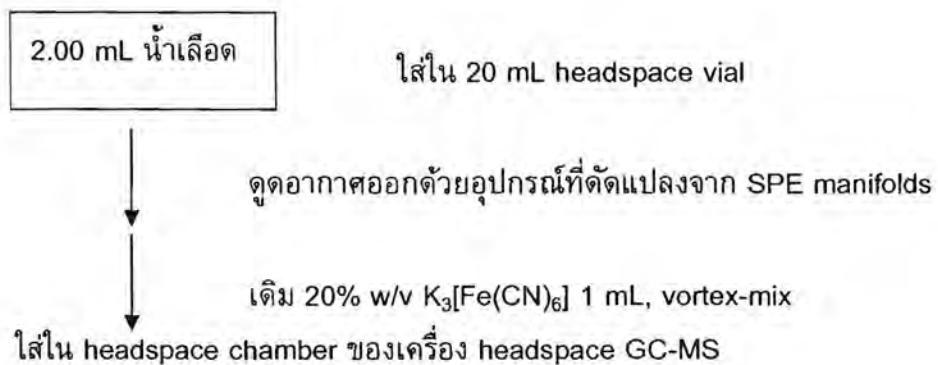 2.00 mL น้ำเลือด
ใส่ใน 20 mL headspace vial
ดูดอากาศออกด้วยอุปกรณ์ที่ดัดแปลงจาก SPE manifolds
เติม 20% w/v K₃[Fe(CN)₆] 1 mL, vortex-mix
ใส่ใน headspace chamber ของเครื่อง headspace GC-MS